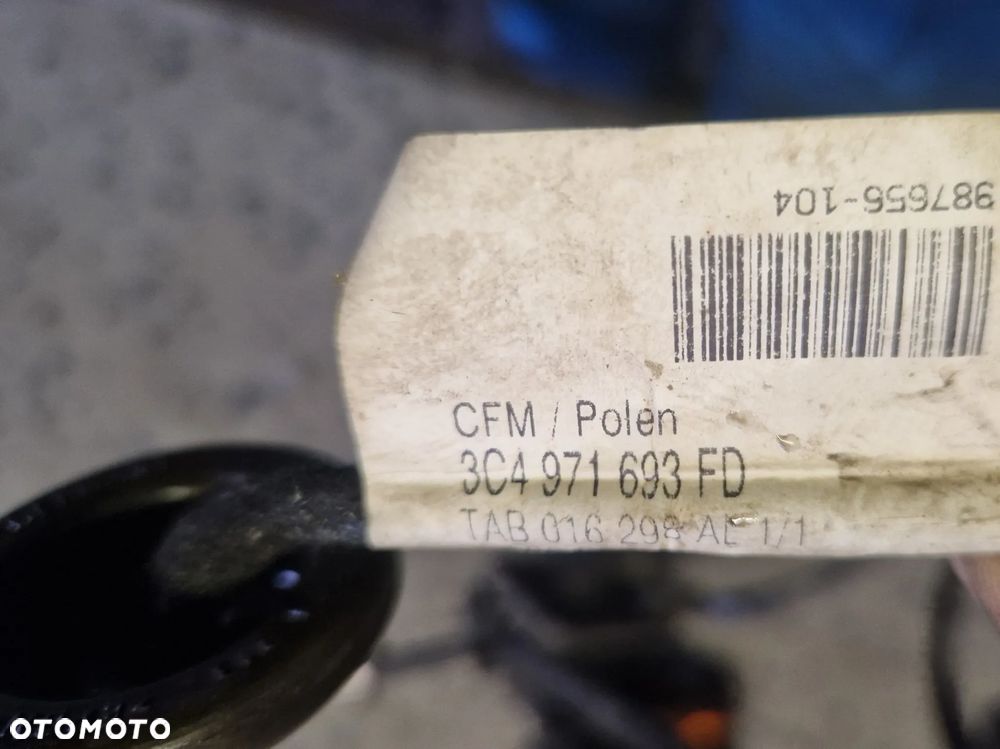 987656-104
CFM / Polen
3C4 971 693 FD
TAB 016 298 AE 1/1
OTOMOTO